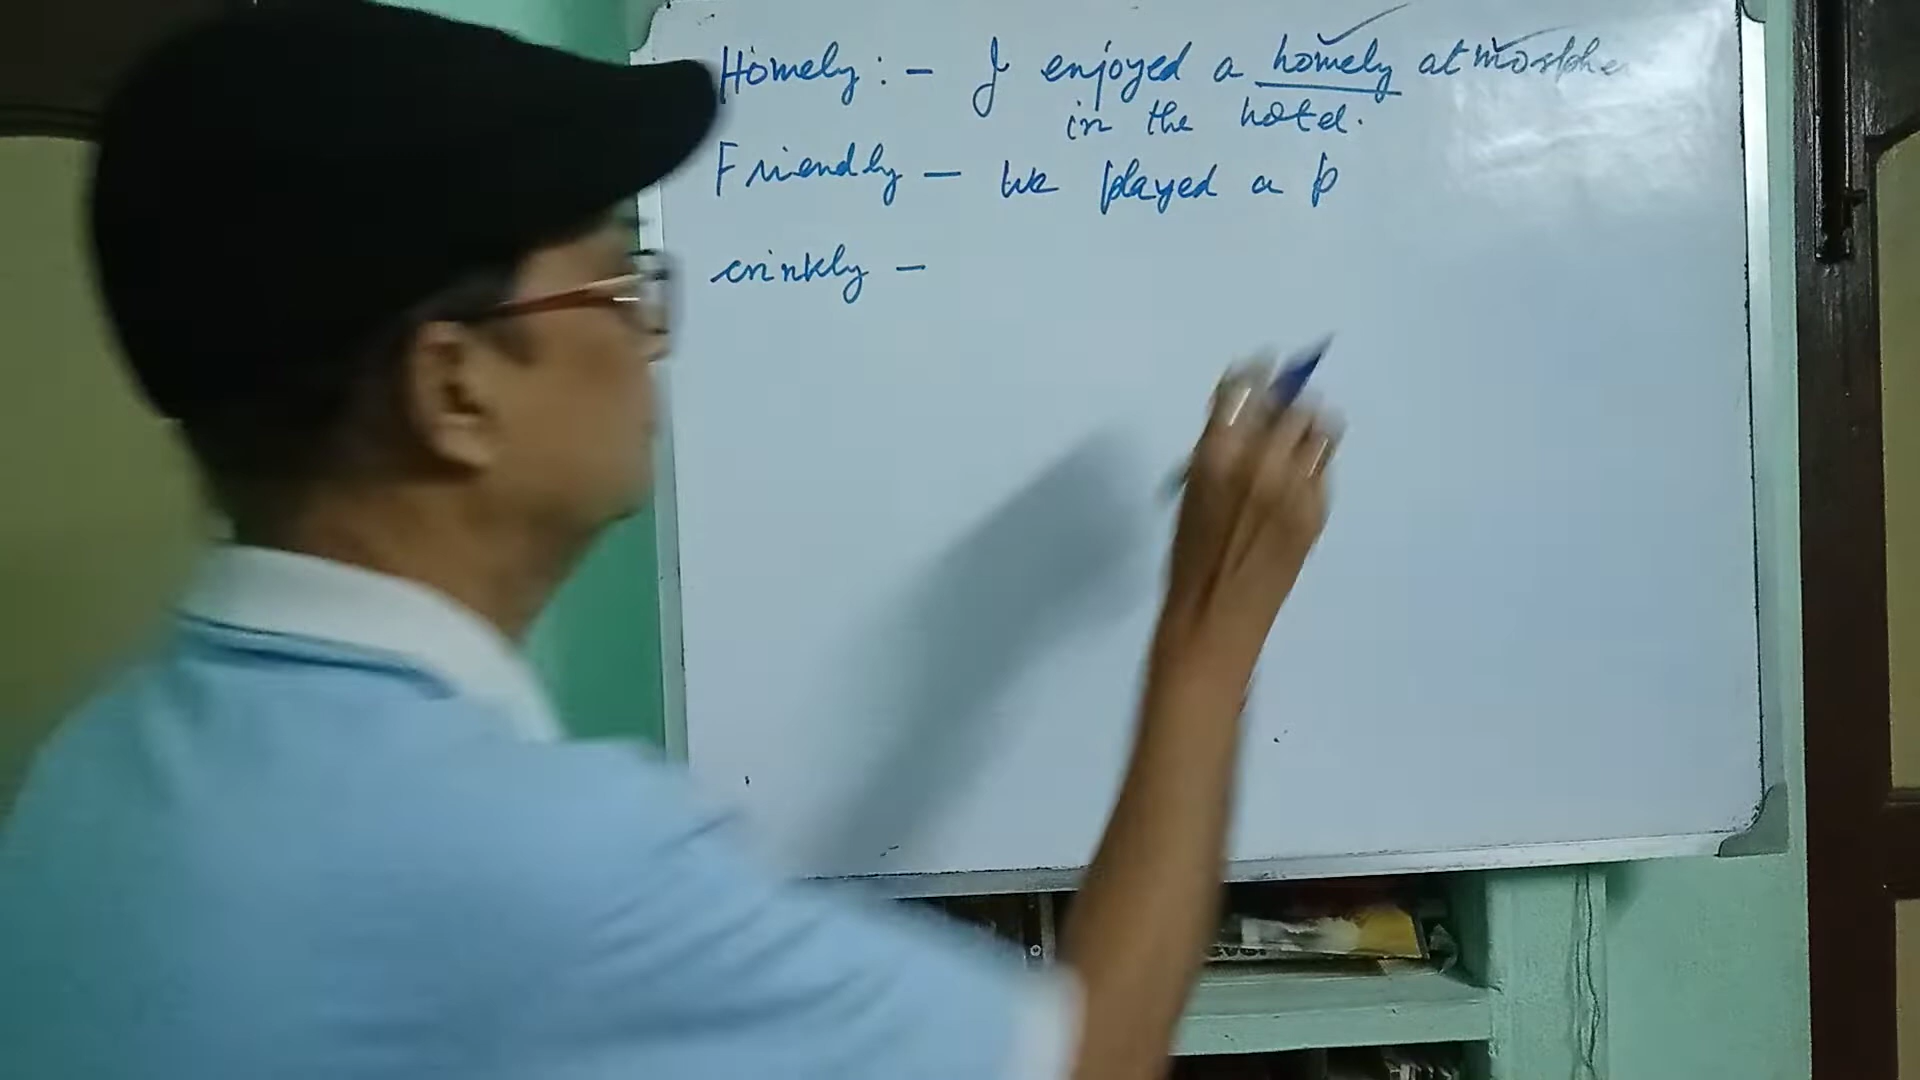 Homely : - I enjoyed a homely atmosphe
in the hotel.
Friendly - We played a p
crinkly -